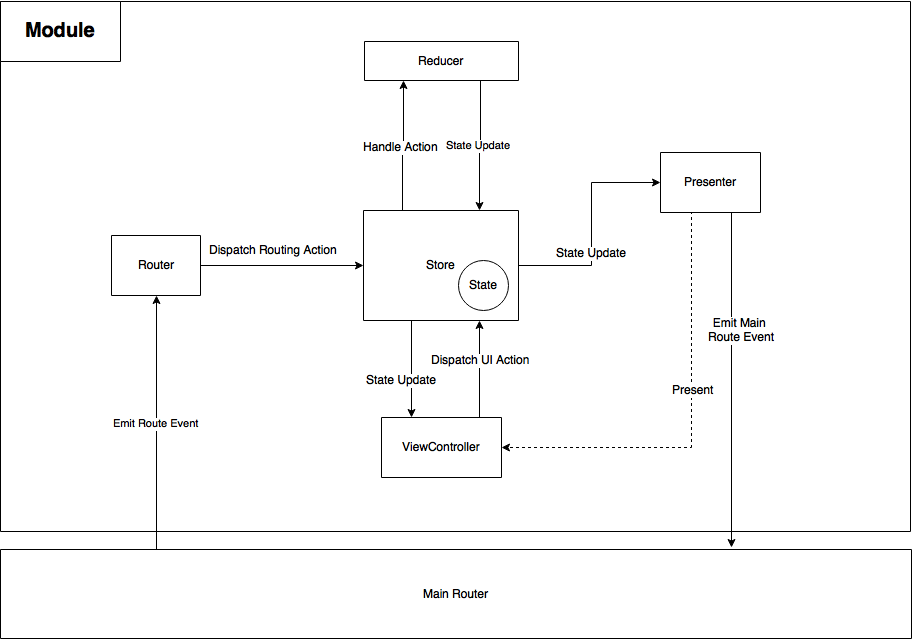 Module
Reducer
Handle Action
State Update
Presenter
Dispatch Routing Action
State Update
Router
Store
State
Emit Main
Route Event
Dispatch UI Action
State Update
Present
Emit Route Event
ViewController
Main Router